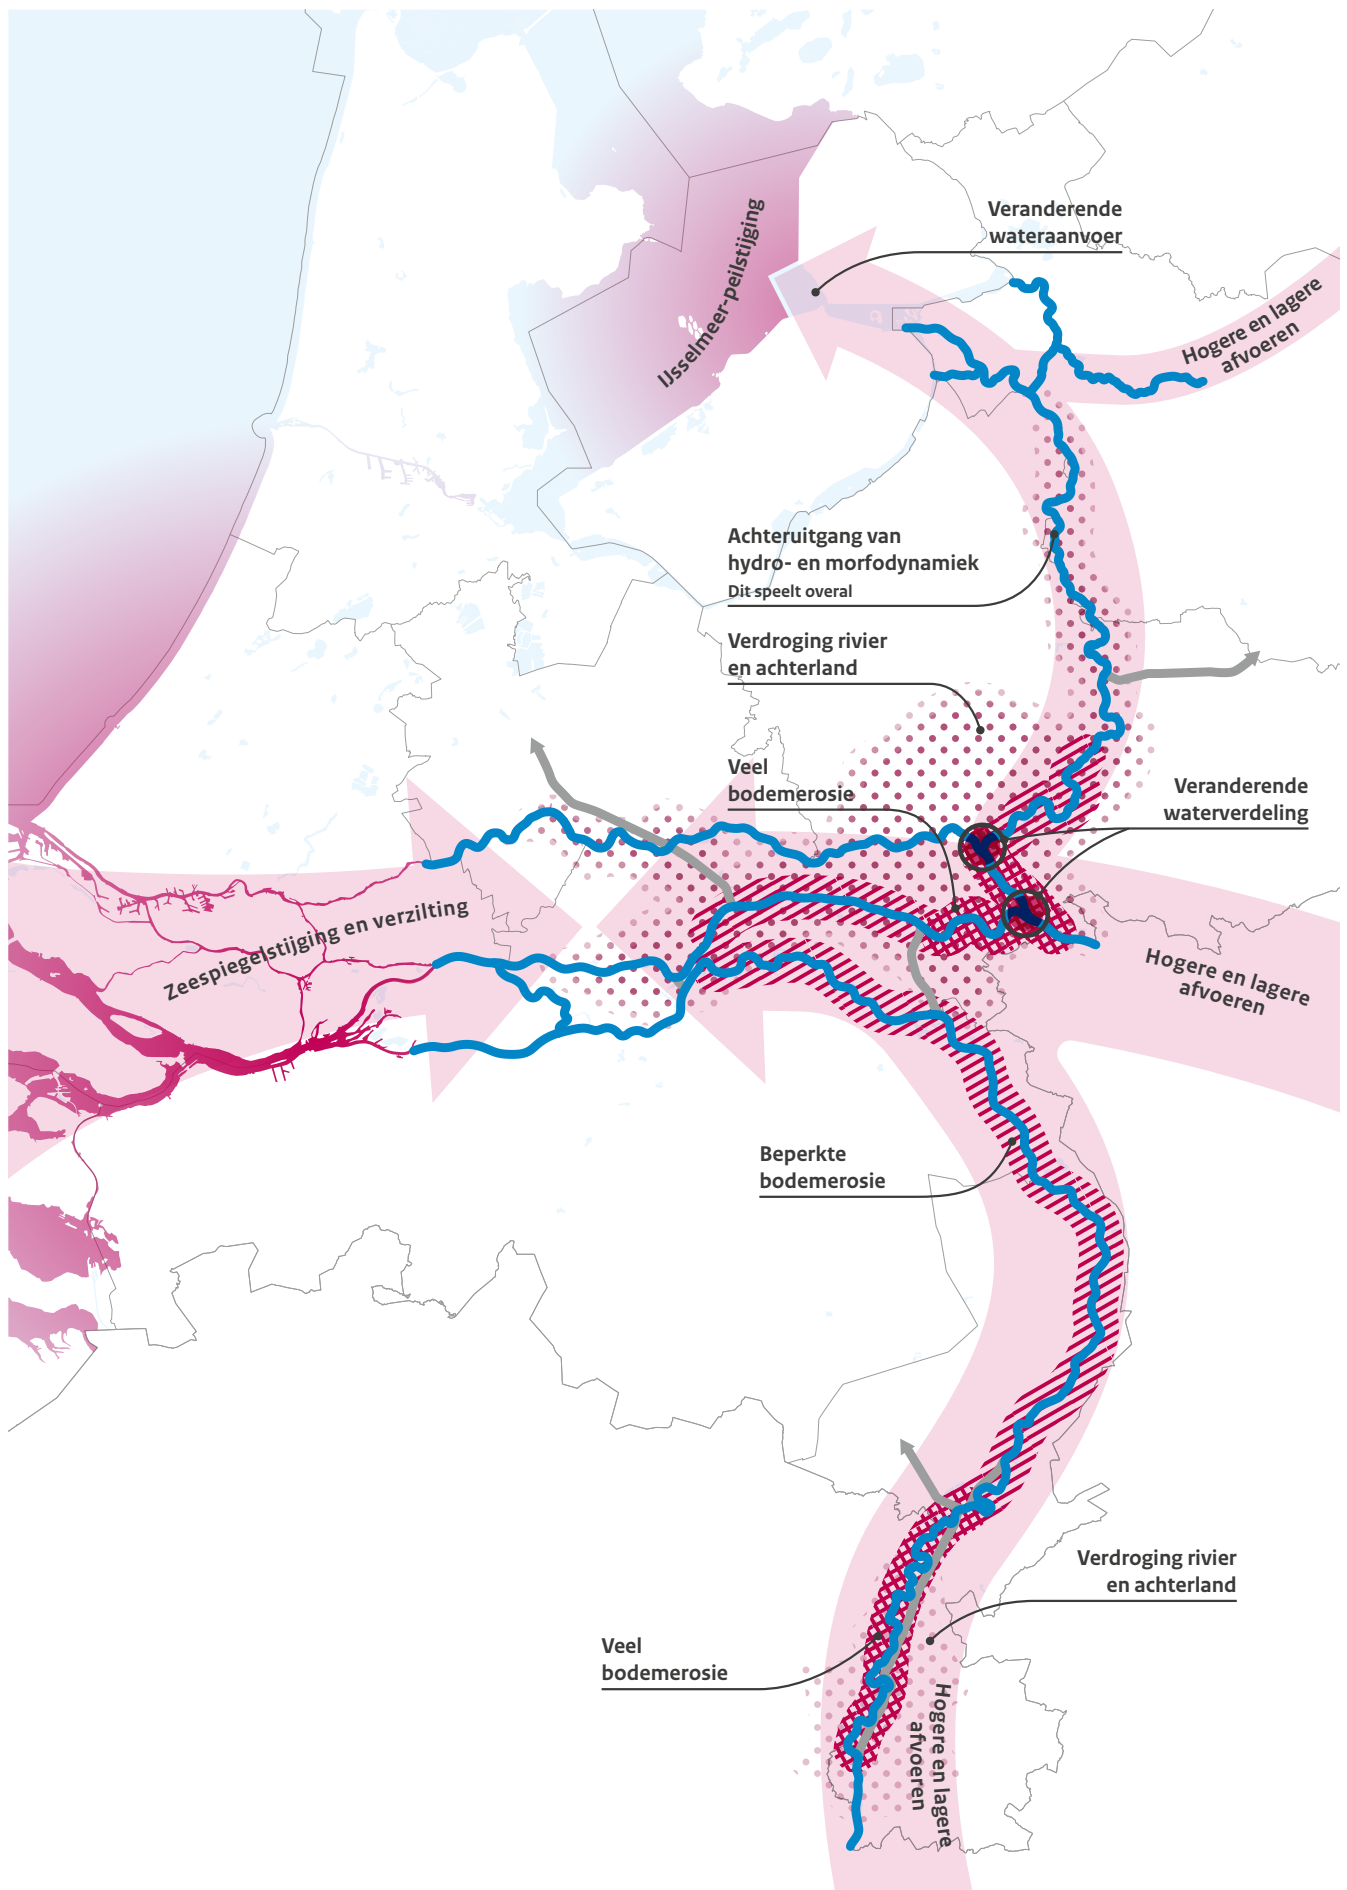 Veranderende
wateraanvoer
IJsselmeer-peilstijging
Hogere en lagere
afvoeren
Achteruitgang van
hydro- en morfodynamiek
Dit speelt overal
Verdroging rivier
en achterland
Veel
bodemerosie
Veranderende
waterverdeling
Zeespiegelstijging en verzilting
Hogere en lagere
afvoeren
Beperkte
bodemerosie
Verdroging rivier
en achterland
Veel
bodemerosie
Hogere en lagere
afvoeren